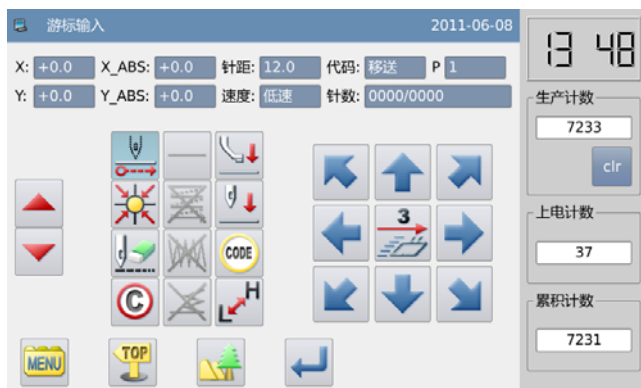 游标输入 2011-06-08
13 48
X: +0.0 X_ABS: +0.0 针距: 12.0 代码: 移送 P 1
Y: +0.0 Y_ABS: +0.0 速度: 低速 针数: 0000/0000
生产计数
7233
clr
上电计数
37
累积计数
7231
3
CODE
C
H
L
MENU
TOP